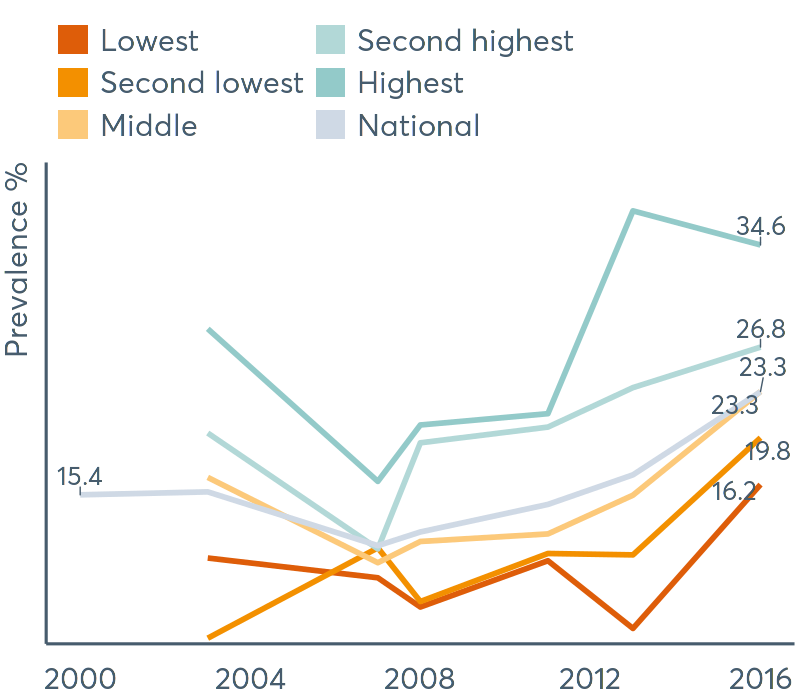 Lowest
Second lowest
Middle
Second highest
Highest
National
Prevalence %
34.6
26.8
23.3
23.3
19.8
16.2
15.4
2000 2004 2008 2012 2016